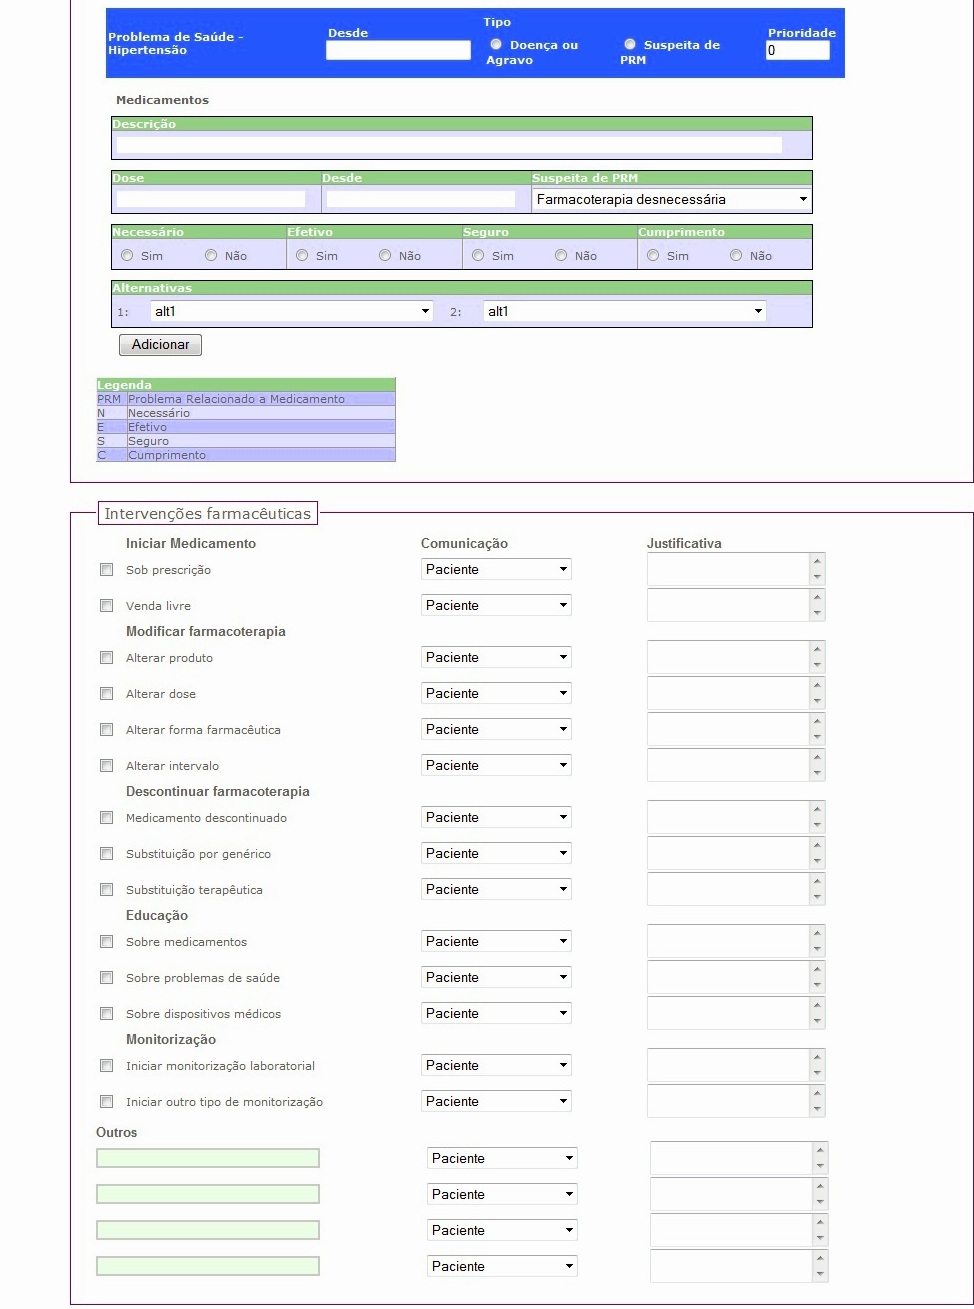 Problema de Saúde - Hipertensão
Desde
Tipo
Doença ou Agravo
Suspeita de PRM
Prioridade
0
Medicamentos
Descrição
Dose Desde Suspeita de PRM
Farmacoterapia desnecessária
Necessário Efetivo Seguro Cumprimento
Sim Não Sim Não Sim Não Sim Não
Alternativas
1: alt1 2: alt1
Adicionar
Legenda
PRM Problema Relacionado a Medicamento
N Necessário
E Efetivo
S Seguro
C Cumprimento
Intervenções farmacêuticas
Iniciar Medicamento Comunicação Justificativa
Sob prescrição Paciente
Venda livre Paciente
Modificar farmacoterapia
Alterar produto Paciente
Alterar dose Paciente
Alterar forma farmacêutica Paciente
Alterar intervalo Paciente
Descontinuar farmacoterapia
Medicamento descontinuado Paciente
Substituição por genérico Paciente
Substituição terapêutica Paciente
Educação
Sobre medicamentos Paciente
Sobre problemas de saúde Paciente
Sobre dispositivos médicos Paciente
Monitorização
Iniciar monitorização laboratorial Paciente
Iniciar outro tipo de monitorização Paciente
Outros
Paciente
Paciente
Paciente
Paciente